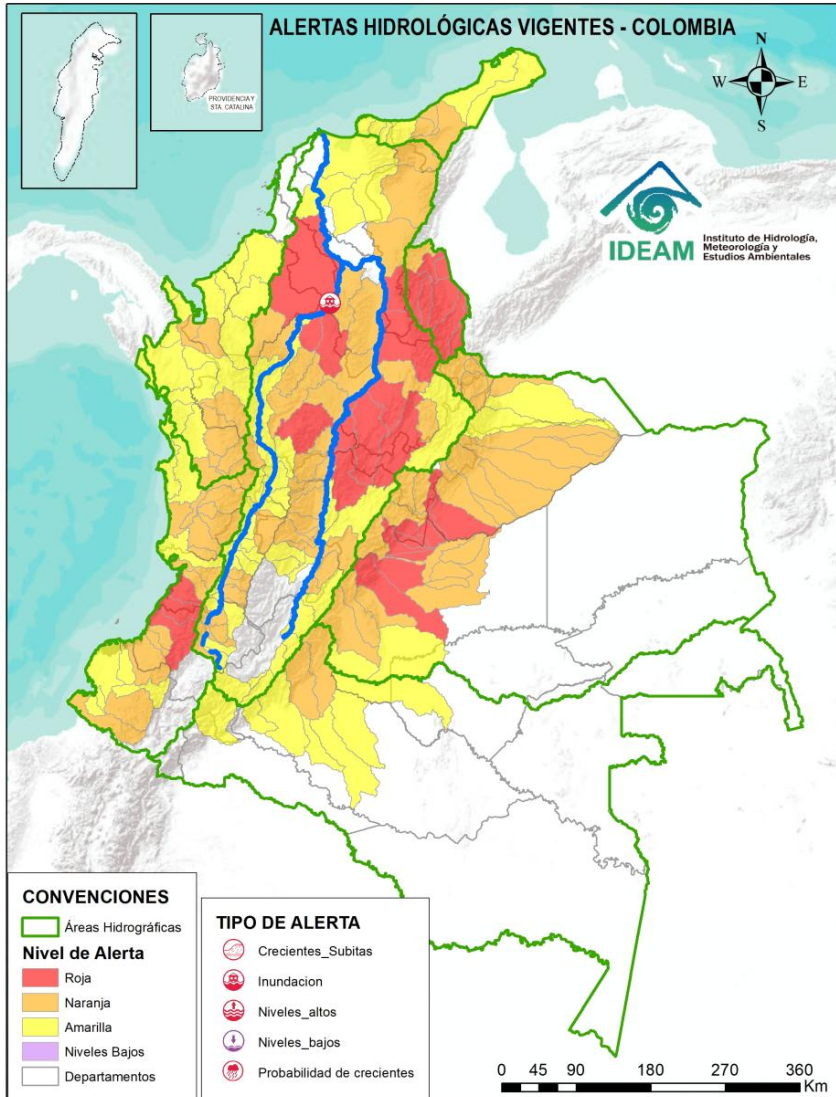 ALERTAS HIDROLÓGICAS VIGENTES - COLOMBIA
PROVIDENCIA Y
STA. CATALINA
N
W
E
S
IDEAM
Instituto de Hidrología,
Meteorología y
Estudios Ambientales
CONVENCIONES
Áreas Hidrográficas
Nivel de Alerta
Roja
Naranja
Amarilla
Niveles Bajos
Departamentos
TIPO DE ALERTA
Crecientes_Subitas
Inundacion
Niveles_altos
Niveles_bajos
Probabilidad de crecientes
0 45 90 180 270 360
Km